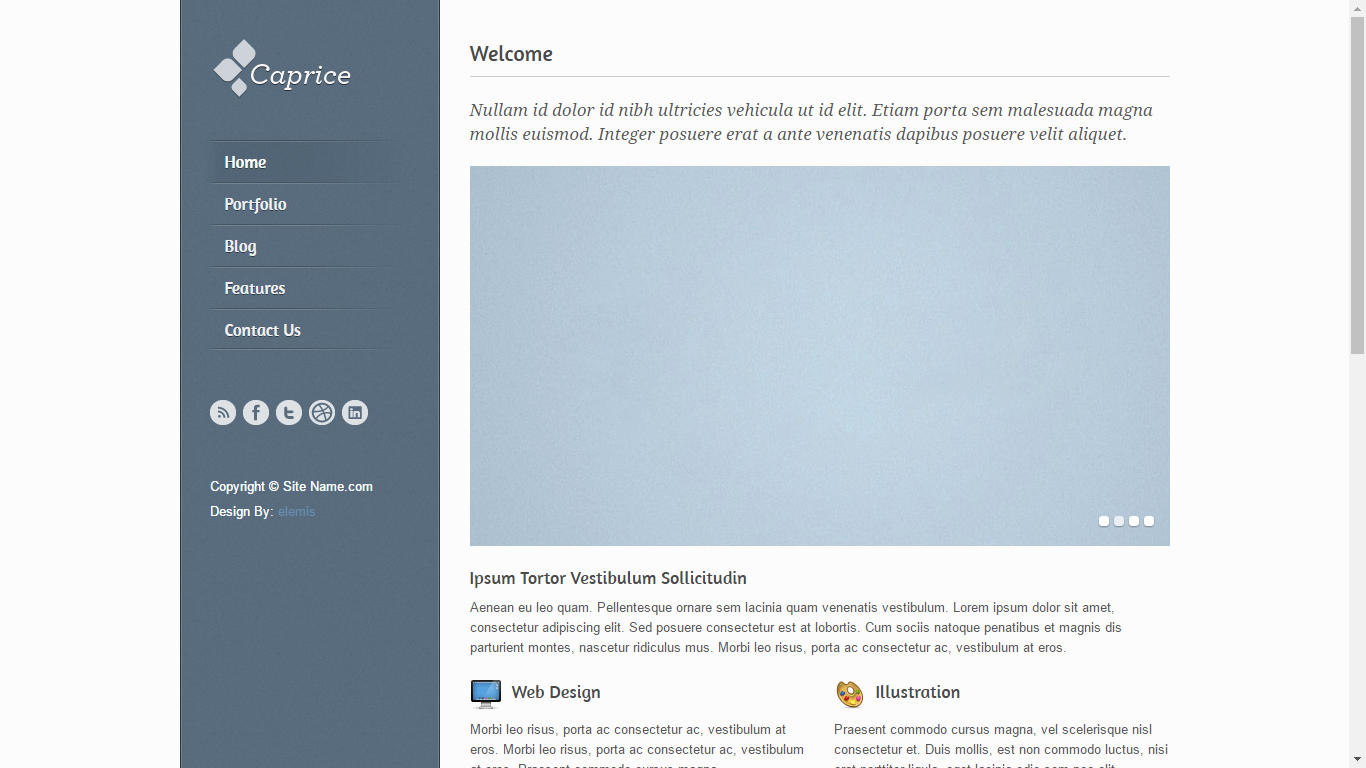 Caprice
Home
Portfolio
Blog
Features
Contact Us
Copyright © Site Name.com
Design By: elemis
Welcome
Nullam id dolor id nibh ultricies vehicula ut id elit. Etiam porta sem malesuada magna
mollis euismod. Integer posuere erat a ante venenatis dapibus posuere velit aliquet.
Ipsum Tortor Vestibulum Sollicitudin
Aenean eu leo quam. Pellentesque ornare sem lacinia quam venenatis vestibulum. Lorem ipsum dolor sit amet,
consectetur adipiscing elit. Sed posuere consectetur est at lobortis. Cum sociis natoque penatibus et magnis dis
parturient montes, nascetur ridiculus mus. Morbi leo risus, porta ac consectetur ac, vestibulum at eros.
Web Design
Morbi leo risus, porta ac consectetur ac, vestibulum at
eros. Morbi leo risus, porta ac consectetur ac, vestibulum
Illustration
Praesent commodo cursus magna, vel scelerisque nisl
consectetur et. Duis mollis, est non commodo luctus, nisi